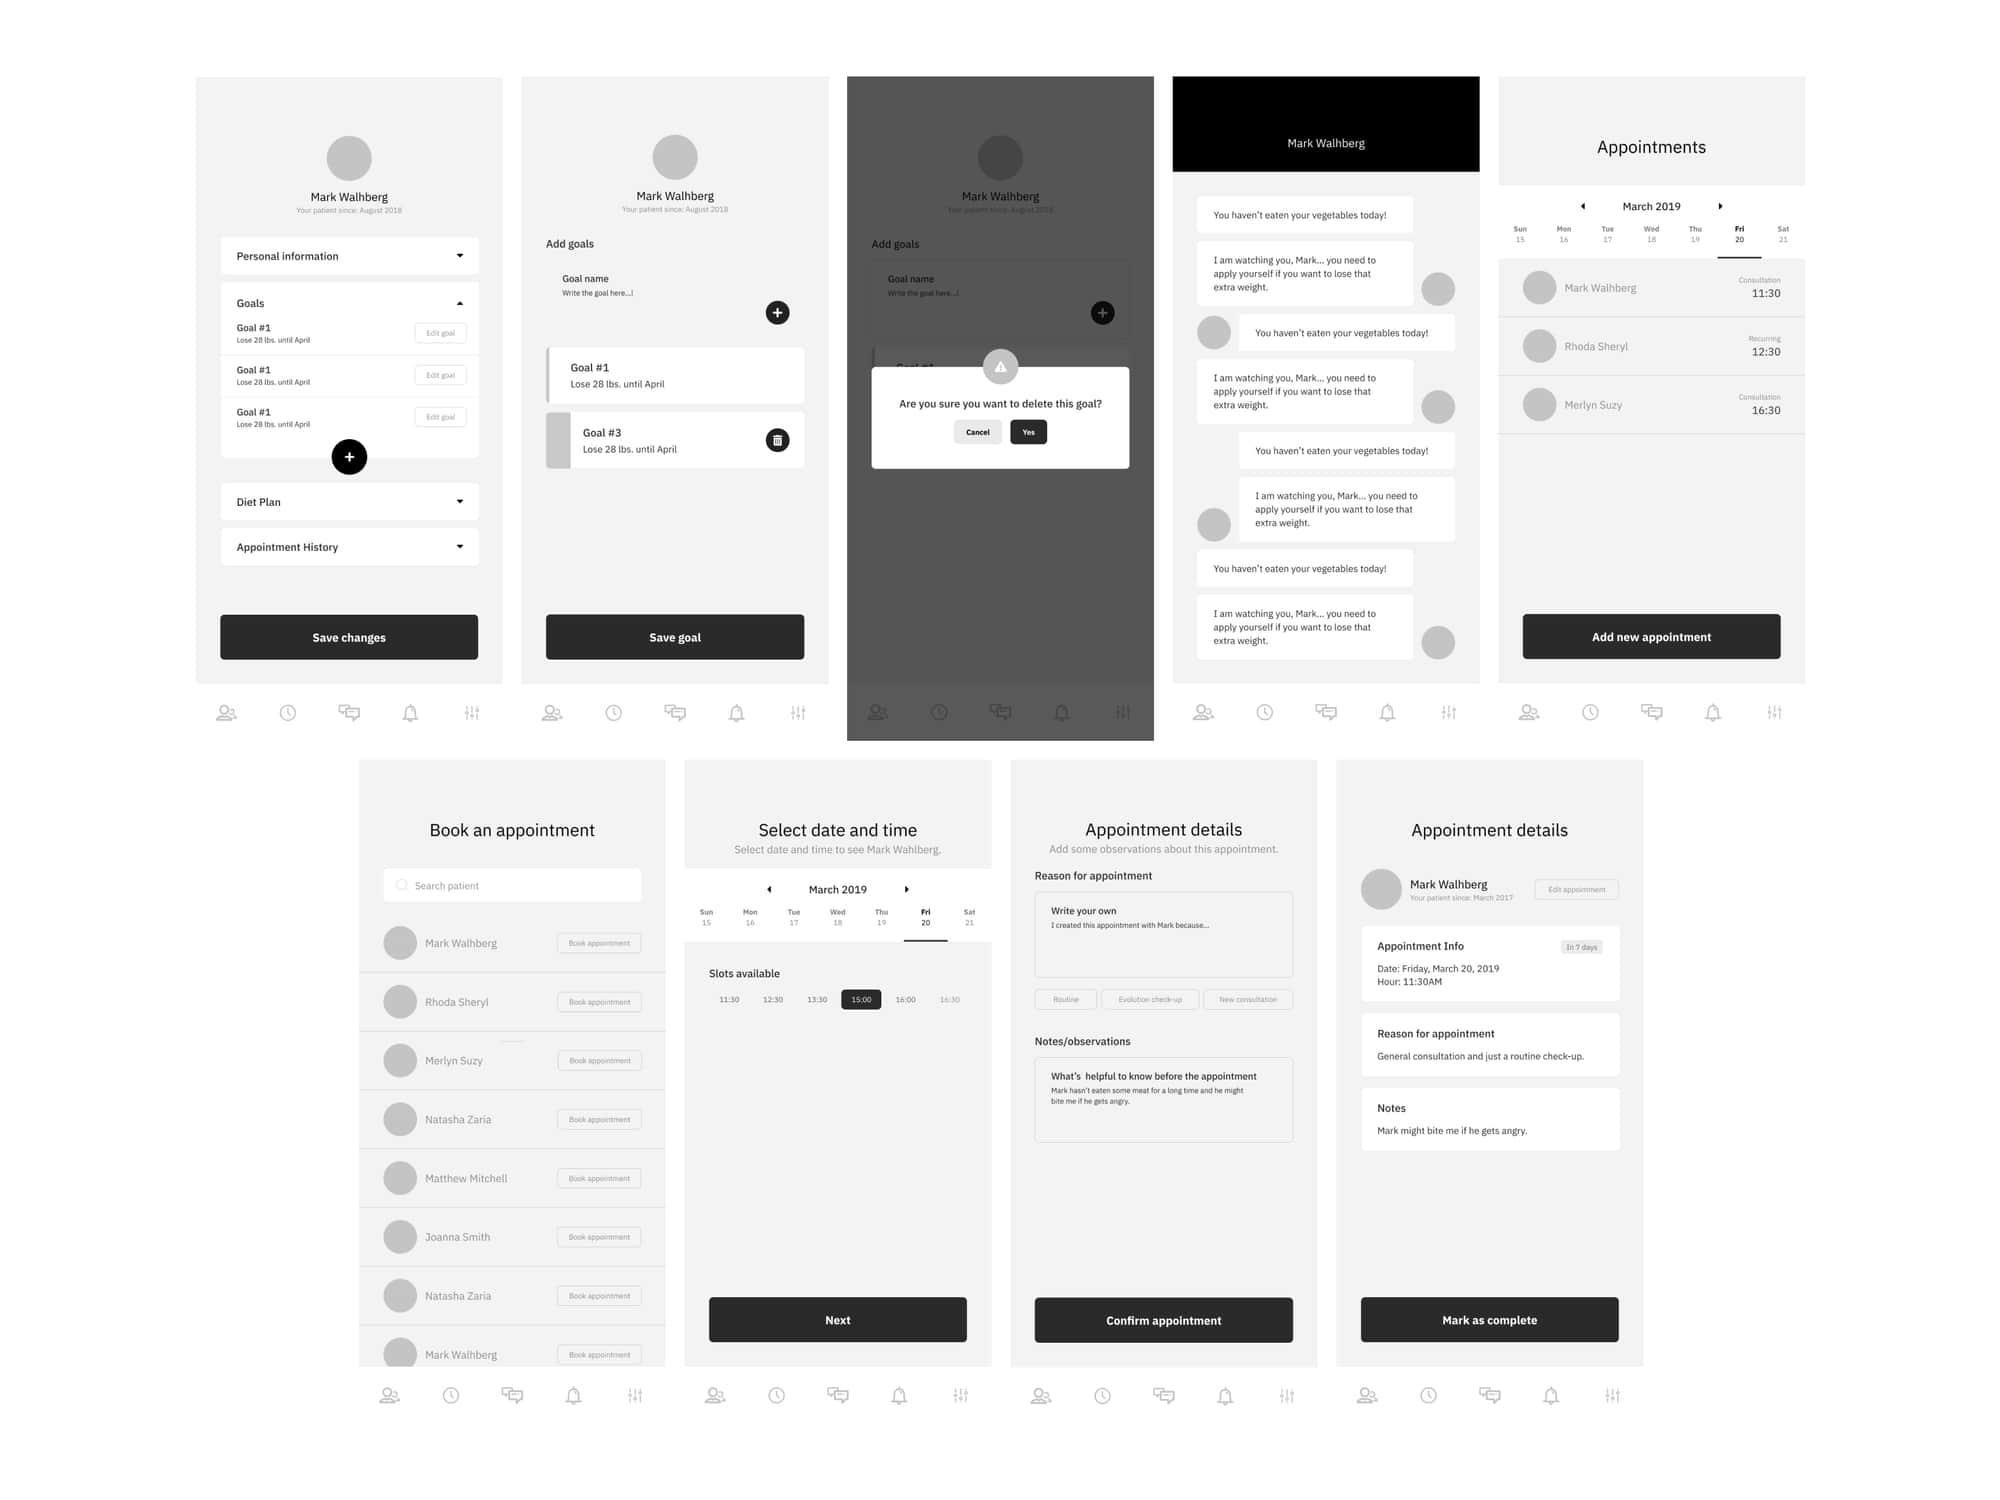 Mark Walhberg
Your patient since: August 2018
Personal information
Goals
Goal #1
Lose 28 lbs. until April
Edit goal
Goal #1
Lose 28 lbs. until April
Edit goal
Goal #1
Lose 28 lbs. until April
Edit goal
+
Diet Plan
Appointment History
Save changes
Mark Walhberg
Your patient since: August 2018
Add goals
Goal name
Write the goal here...|
+
Goal #1
Lose 28 lbs. until April
Goal #3
Lose 28 lbs. until April
Save goal
Mark Walhberg
Your patient since: August 2018
Add goals
Goal name
Write the goal here...|
+
Goal #1
Are you sure you want to delete this goal?
Cancel
Yes
Mark Walhberg
You haven't eaten your vegetables today!
I am watching you, Mark... you need to
apply yourself if you want to lose that
extra weight.
You haven't eaten your vegetables today!
I am watching you, Mark... you need to
apply yourself if you want to lose that
extra weight.
You haven't eaten your vegetables today!
I am watching you, Mark... you need to
apply yourself if you want to lose that
extra weight.
You haven't eaten your vegetables today!
I am watching you, Mark... you need to
apply yourself if you want to lose that
extra weight.
Appointments
March 2019
Sun Mon Tue Wed Thu Fri Sat
15 16 17 18 19 20 21
Mark Walhberg
Consultation
11:30
Rhoda Sheryl
Recurring
12:30
Merlyn Suzy
Consultation
16:30
Add new appointment
Book an appointment
Search patient
Mark Walhberg
Book appointment
Rhoda Sheryl
Book appointment
Merlyn Suzy
Book appointment
Natasha Zaria
Book appointment
Matthew Mitchell
Book appointment
Joanna Smith
Book appointment
Natasha Zaria
Book appointment
Mark Walhberg
Book appointment
Select date and time
Select date and time to see Mark Wahlberg.
March 2019
Sun Mon Tue Wed Thu Fri Sat
15 16 17 18 19 20 21
Slots available
11:30 12:30 13:30 15:00 16:00 16:30
Next
Appointment details
Add some observations about this appointment.
Reason for appointment
Write your own
I created this appointment with Mark because...
Routine
Evolution check-up
New consultation
Notes/observations
What's helpful to know before the appointment
Mark hasn't eaten some meat for a long time and he might
bite me if he gets angry.
Confirm appointment
Appointment details
Mark Walhberg
Your patient since: March 2017
Edit appointment
Appointment Info
In 7 days
Date: Friday, March 20, 2019
Hour: 11:30AM
Reason for appointment
General consultation and just a routine check-up.
Notes
Mark might bite me if he gets angry.
Mark as complete